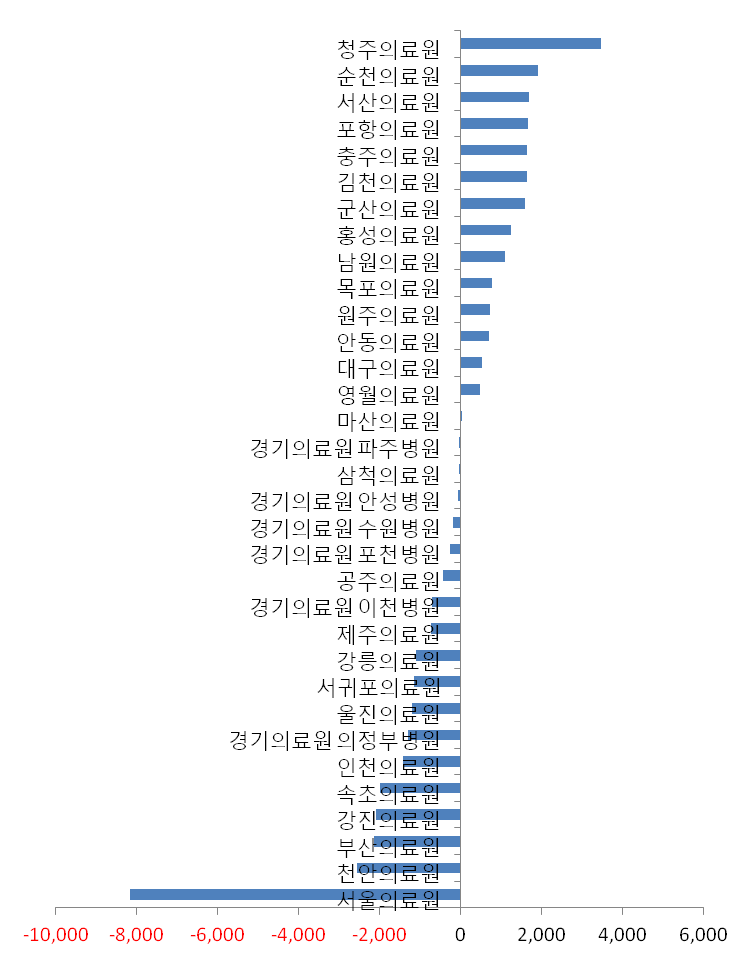 청주의료원
순천의료원
서산의료원
포항의료원
충주의료원
김천의료원
군산의료원
홍성의료원
남원의료원
목포의료원
원주의료원
안동의료원
대구의료원
영월의료원
마산의료원
경기의료원 파주병원
삼척의료원
경기의료원 안성병원
경기의료원 수원병원
경기의료원 포천병원
공주의료원
경기의료원 이천병원
제주의료원
강릉의료원
서귀포의료원
울진의료원
경기의료원 의정부병원
인천의료원
속초의료원
강진의료원
부산의료원
천안의료원
서울의료원
-10,000 -8,000 -6,000 -4,000 -2,000 0 2,000 4,000 6,000